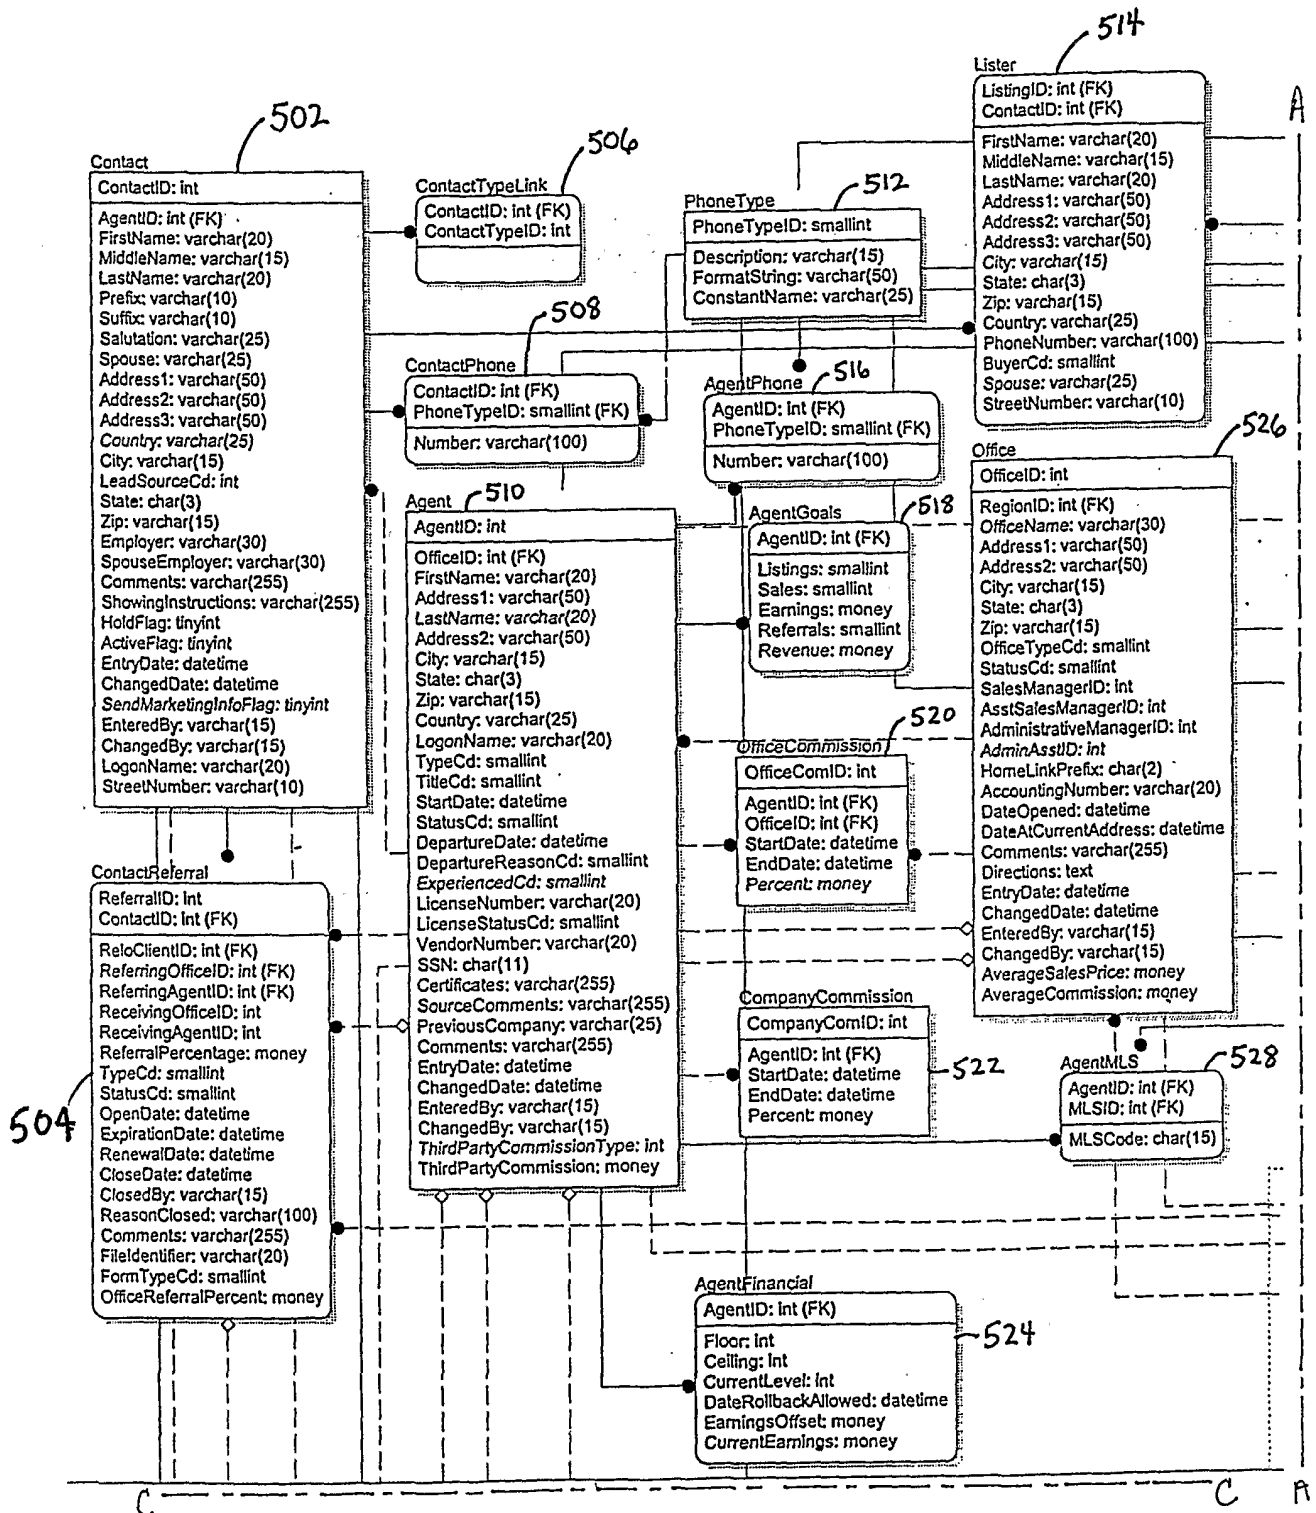 514
Lister
ListingID: int (FK)
ContactID: int (FK)
FirstName: varchar(20)
MiddleName: varchar(15)
LastName: varchar(20)
Address1: varchar(50)
Address2: varchar(50)
Address3: varchar(50)
City: varchar(15)
State: char(3)
Zip: varchar(15)
Country: varchar(25)
PhoneNumber: varchar(100)
BuyerCd: smallint
Spouse: varchar(25)
StreetNumber: varchar(10)
A
502
Contact
ContactID: int
AgentID: int (FK)
FirstName: varchar(20)
MiddleName: varchar(15)
LastName: varchar(20)
Prefix: varchar(10)
Suffix: varchar(10)
Salutation: varchar(25)
Spouse: varchar(25)
Address1: varchar(50)
Address2: varchar(50)
Address3: varchar(50)
Country: varchar(25)
City: varchar(15)
LeadSourceCd: int
State: char(3)
Zip: varchar(15)
Employer: varchar(30)
SpouseEmployer: varchar(30)
Comments: varchar(255)
ShowingInstructions: varchar(255)
HoldFlag: tinyint
ActiveFlag: tinyint
EntryDate: datetime
ChangedDate: datetime
SendMarketingInfoFlag: tinyint
EnteredBy: varchar(15)
ChangedBy: varchar(15)
LogonName: varchar(20)
StreetNumber: varchar(10)
506
ContactTypeLink
ContactID: int (FK)
ContactTypeID: int
512
PhoneType
PhoneTypeID: smallint
Description: varchar(15)
FormatString: varchar(50)
ConstantName: varchar(25)
508
ContactPhone
ContactID: int (FK)
PhoneTypeID: smallint (FK)
Number: varchar(100)
516
AgentPhone
AgentID: int (FK)
PhoneTypeID: smallint (FK)
Number: varchar(100)
510
Agent
AgentID: int
OfficeID: int (FK)
FirstName: varchar(20)
Address1: varchar(50)
LastName: varchar(20)
Address2: varchar(50)
City: varchar(15)
State: char(3)
Zip: varchar(15)
Country: varchar(25)
LogonName: varchar(20)
TypeCd: smallint
TitleCd: smallint
StartDate: datetime
StatusCd: smallint
DepartureDate: datetime
DepartureReasonCd: smallint
ExperiencedCd: smallint
LicenseNumber: varchar(20)
LicenseStatusCd: smallint
VendorNumber: varchar(20)
SSN: char(11)
Certificates: varchar(255)
SourceComments: varchar(255)
PreviousCompany: varchar(25)
Comments: varchar(255)
EntryDate: datetime
ChangedDate: datetime
EnteredBy: varchar(15)
ChangedBy: varchar(15)
ThirdPartyCommissionType: int
ThirdPartyCommission: money
518
AgentGoals
AgentID: int (FK)
Listings: smallint
Sales: smallint
Earnings: money
Referrals: smallint
Revenue: money
526
Office
OfficeID: int
RegionID: int (FK)
OfficeName: varchar(30)
Address1: varchar(50)
Address2: varchar(50)
City: varchar(15)
State: char(3)
Zip: varchar(15)
OfficeTypeCd: smallint
StatusCd: smallint
SalesManagerID: int
AsstSalesManagerID: int
AdministrativeManagerID: int
AdminAsstID: int
HomeLinkPrefix: char(2)
AccountingNumber: varchar(20)
DateOpened: datetime
DateAtCurrentAddress: datetime
Comments: varchar(255)
Directions: text
EntryDate: datetime
ChangedDate: datetime
EnteredBy: varchar(15)
ChangedBy: varchar(15)
AverageSalesPrice: money
AverageCommission: money
520
OfficeCommission
OfficeComID: int
AgentID: int (FK)
OfficeID: int (FK)
StartDate: datetime
EndDate: datetime
Percent: money
504
ContactReferral
ReferralID: int
ContactID: int (FK)
ReloClientID: int (FK)
ReferringOfficeID: int (FK)
ReferringAgentID: int (FK)
ReceivingOfficeID: int
ReceivingAgentID: int
ReferralPercentage: money
TypeCd: smallint
StatusCd: smallint
OpenDate: datetime
ExpirationDate: datetime
RenewalDate: datetime
CloseDate: datetime
ClosedBy: varchar(15)
ReasonClosed: varchar(100)
Comments: varchar(255)
FileIdentifier: varchar(20)
FormTypeCd: smallint
OfficeReferralPercent: money
CompanyCommission
CompanyComID: int
AgentID: int (FK)
StartDate: datetime
EndDate: datetime
Percent: money
522
528
AgentMLS
AgentID: int (FK)
MLSID: int (FK)
MLSCode: char(15)
AgentFinancial
AgentID: int (FK)
Floor: int
Ceiling: int
CurrentLevel: int
DateRollbackAllowed: datetime
EarningsOffset: money
CurrentEarnings: money
524
C
C
A